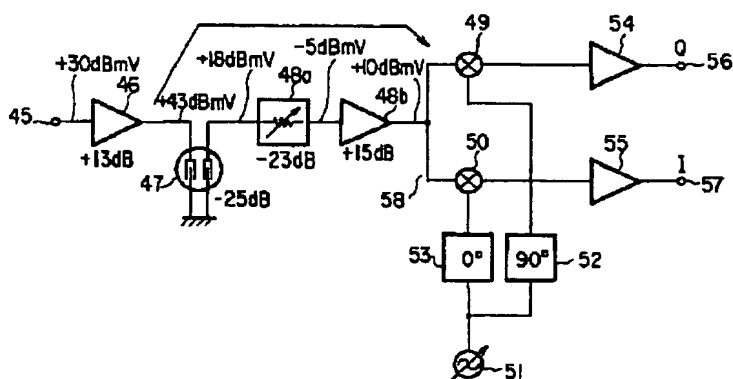 49
54
Q
56
-5dBmV
+18dBmV
48a
+10dBmV
+30dBmV
46
+43dBmV
48b
45
+13dB
-23dB
+15dB
50
55
I
57
47
-25dB
58
53
0°
90°
52
51